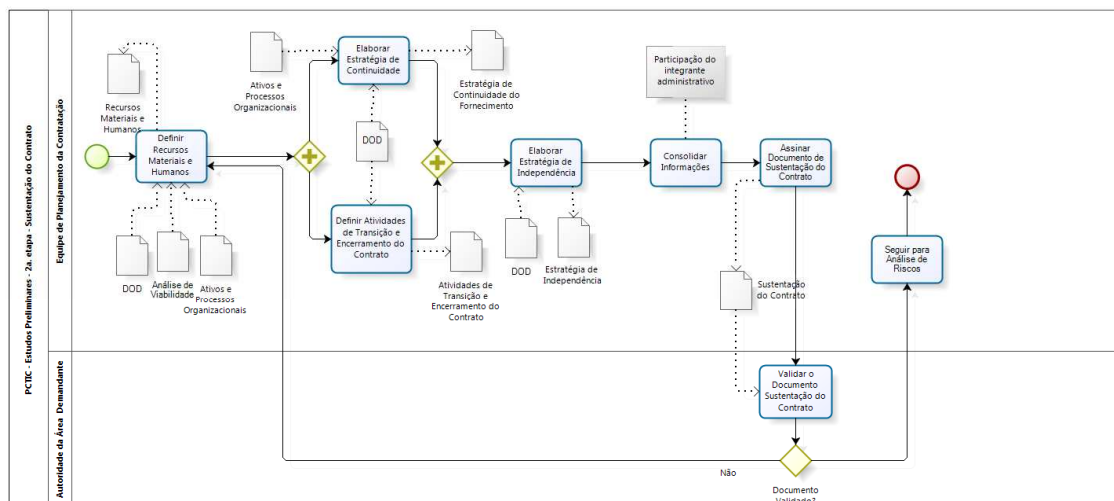 PCTIC - Estudos Preliminares - 2a. etapa - Sustentação do Contrato
Equipe de Planejamento da Contratação
Recursos
Materiais e
Humanos
Definir
Recursos
Materiais e
Humanos
DOD
Análise de
Viabilidade
Ativos e
Processos
Organizacionais
Ativos e
Processos
Organizacionais
Elaborar
Estratégia de
Continuidade
Estratégia de
Continuidade do
Fornecimento
DOD
Definir Atividades
de Transição e
Encerramento do
Contrato
Atividades de
Transição e
Encerramento do
Contrato
Elaborar
Estratégia de
Independência
DOD
Estratégia de
Independência
Participação do
integrante
administrativo
Consolidar
Informações
Assinar
Documento de
Sustentação do
Contrato
Sustentação
do Contrato
Seguir para
Análise de
Riscos
Autoridade da Área Demandante
Validar o
Documento
Sustentação do
Contrato
Não
Documento
Validado?